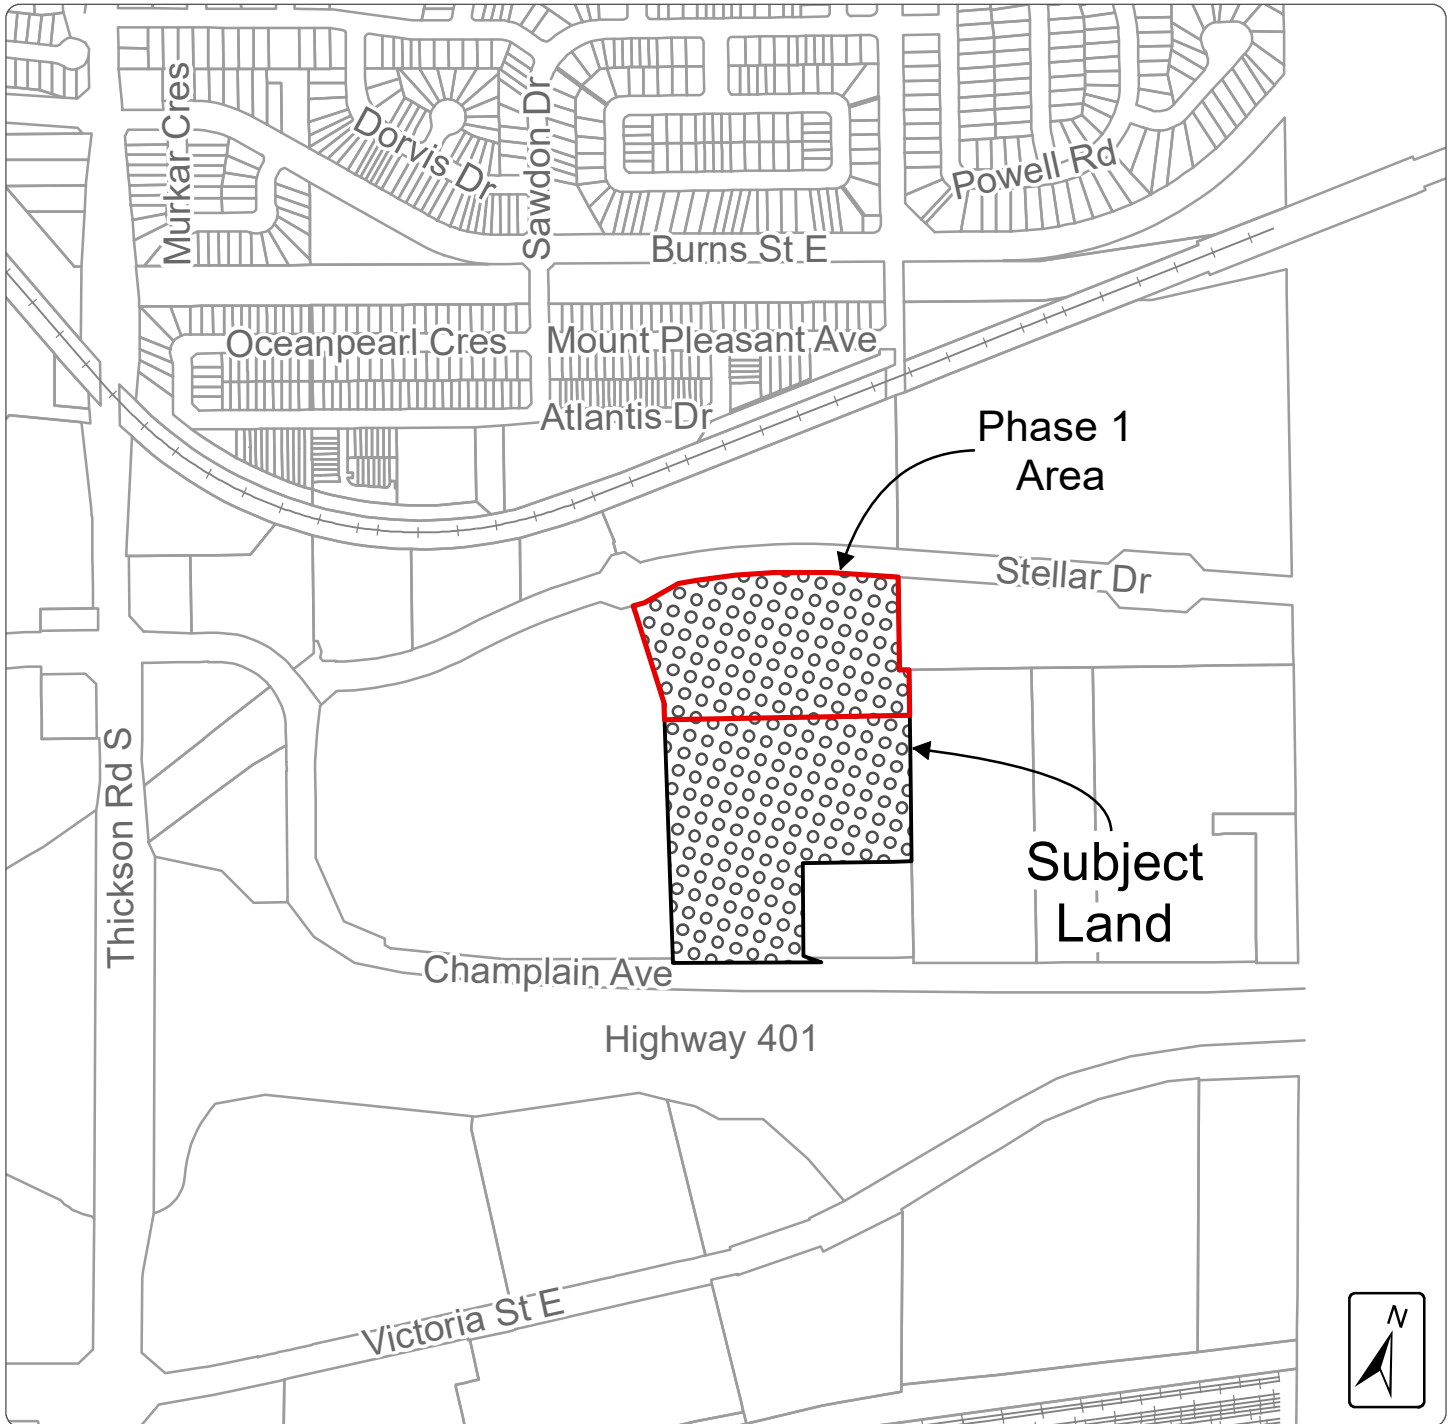 Murkar Cres
Dorvis Dr
Sawdon Dr
Powell Rd
Burns St E
Oceanpearl Cres
Mount Pleasant Ave
Atlantis Dr
Phase 1
Area
Stellar Dr
Thickson Rd S
Subject
Land
Champlain Ave
Highway 401
Victoria St E
N